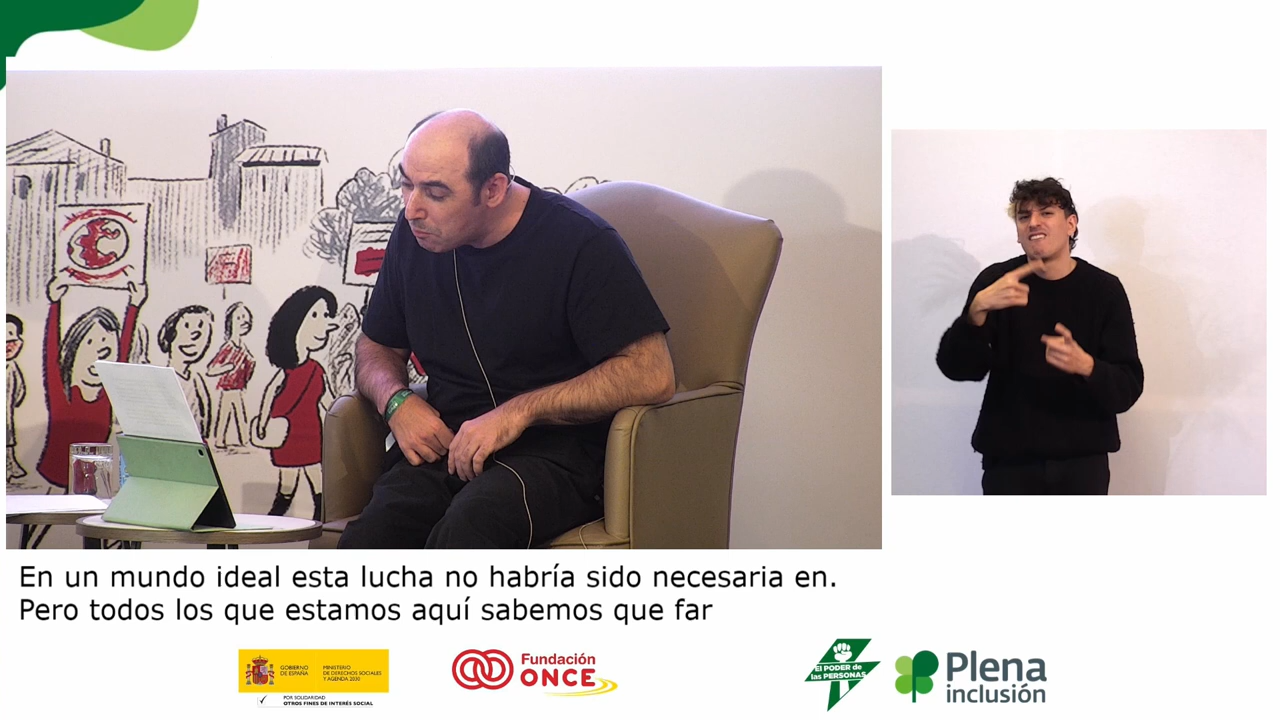 En un mundo ideal esta lucha no habría sido necesaria en.
Pero todos los que estamos aquí sabemos que far
GOBIERNO
DE ESPAÑA
MINISTERIO
DE DERECHOS SOCIALES
Y AGENDA 2030
POR SOLIDARIDAD
OTROS FINES DE INTERÉS SOCIAL
Fundación
ONCE
El PODER de
las PERSONAS
Plena
inclusión